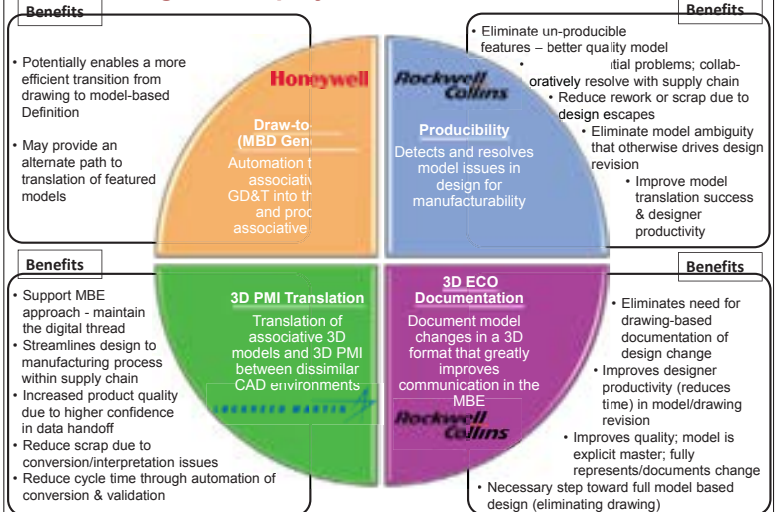 Benefits
• Potentially enables a more
efficient transition from
drawing to model-based
Definition
• May provide an
alternate path to
translation of featured
models
Honeywell
Draw-to-
(MBD Gen
Automation t
associativ
GD&T into th
and proc
associative
Rockwell
Collins
Producibility
Detects and resolves
model issues in
design for
manufacturability
Benefits
• Eliminate un-producible
features – better quality model
• tial problems; collab-
oratively resolve with supply chain
• Reduce rework or scrap due to
design escapes
• Eliminate model ambiguity
that otherwise drives design
revision
• Improve model
translation success
& designer
productivity
Benefits
• Support MBE
approach - maintain
the digital thread
• Streamlines design to
manufacturing process
within supply chain
• Increased product quality
due to higher confidence
in data handoff
• Reduce scrap due to
conversion/interpretation issues
• Reduce cycle time through automation of
conversion & validation
3D PMI Translation
Translation of
associative 3D
models and 3D PMI
between dissimilar
CAD environments
LOCKHEED MARTIN
3D ECO
Documentation
Document model
changes in a 3D
format that greatly
improves
communication in the
MBE
Rockwell
Collins
Benefits
• Eliminates need for
drawing-based
documentation of
design change
• Improves designer
productivity (reduces
time) in model/drawing
revision
• Improves quality; model is
explicit master; fully
represents/documents change
• Necessary step toward full model based
design (eliminating drawing)